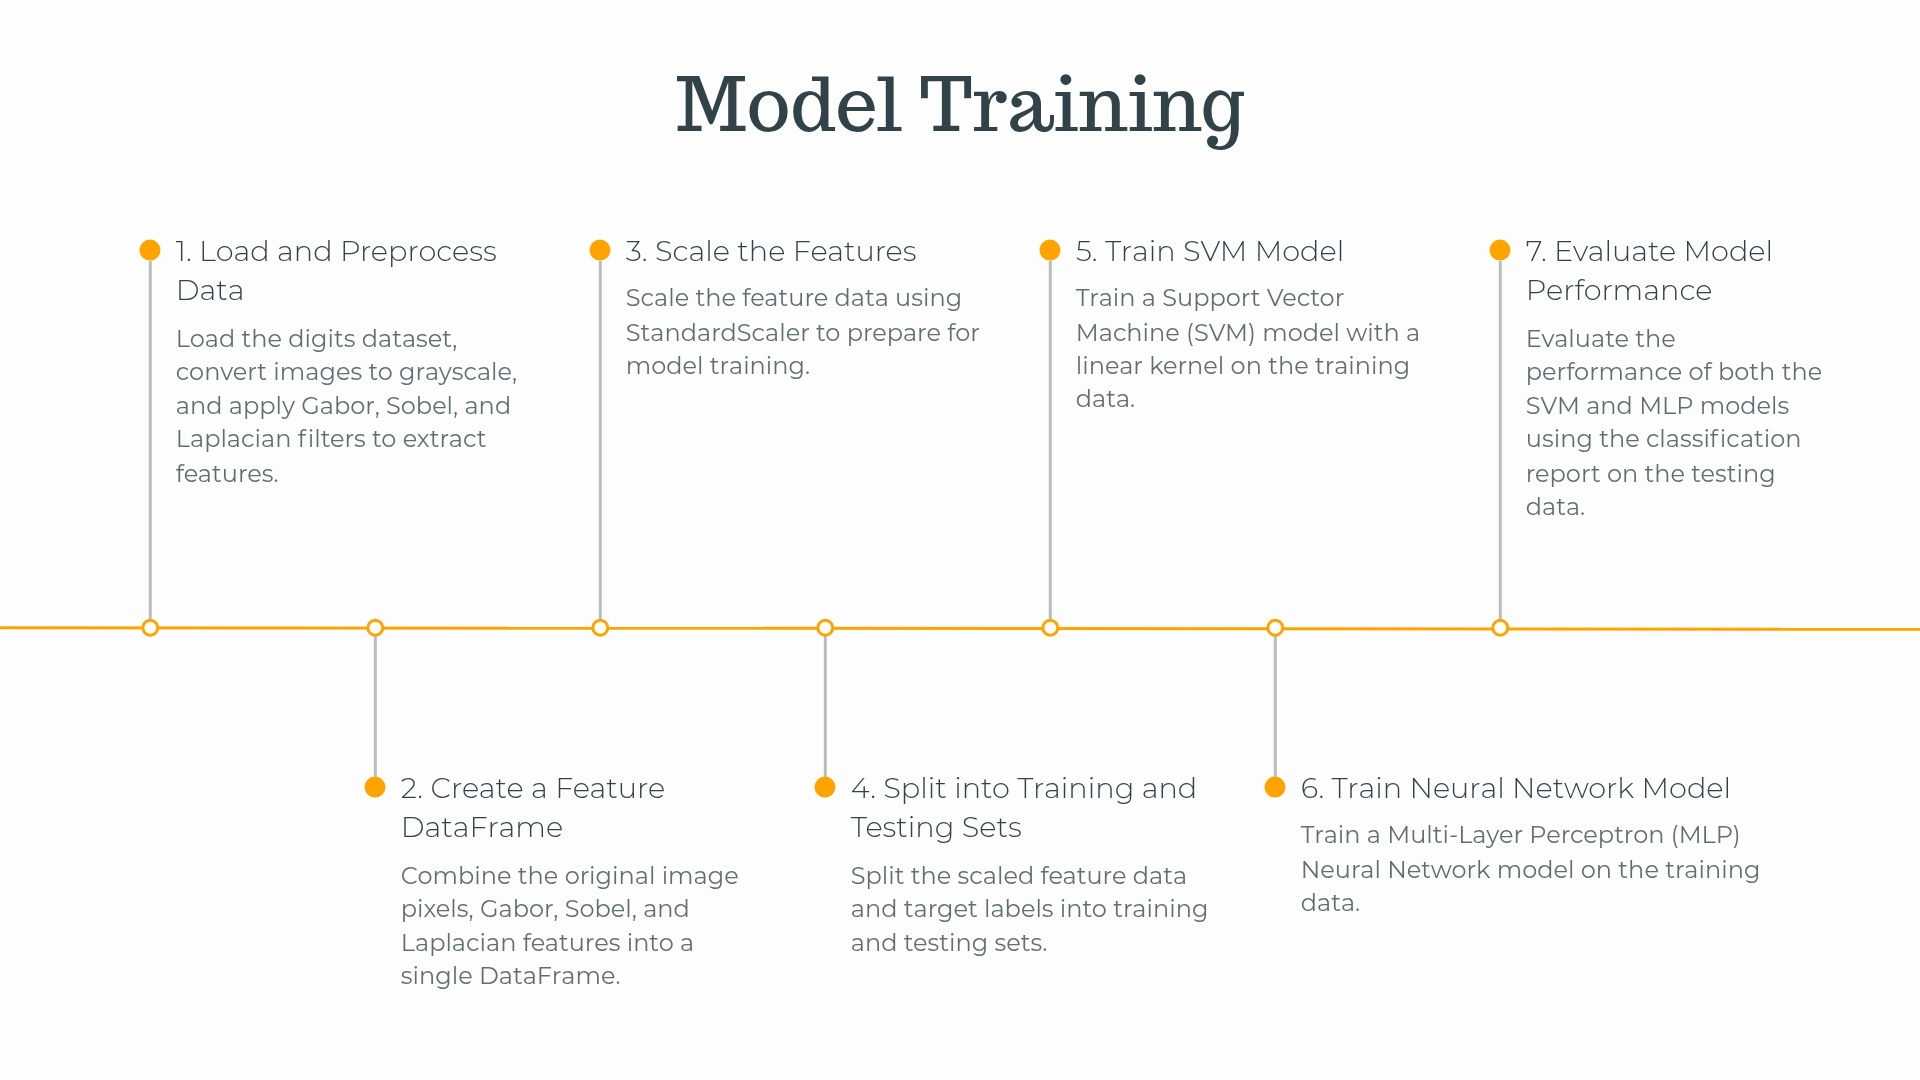 Model Training
1. Load and Preprocess
Data
Load the digits dataset,
convert images to grayscale,
and apply Gabor, Sobel, and
Laplacian filters to extract
features.
2. Create a Feature
DataFrame
Combine the original image
pixels, Gabor, Sobel, and
Laplacian features into a
single DataFrame.
3. Scale the Features
Scale the feature data using
StandardScaler to prepare for
model training.
4. Split into Training and
Testing Sets
Split the scaled feature data
and target labels into training
and testing sets.
5. Train SVM Model
Train a Support Vector
Machine (SVM) model with a
linear kernel on the training
data.
6. Train Neural Network Model
Train a Multi-Layer Perceptron (MLP)
Neural Network model on the training
data.
7. Evaluate Model
Performance
Evaluate the
performance of both the
SVM and MLP models
using the classification
report on the testing
data.